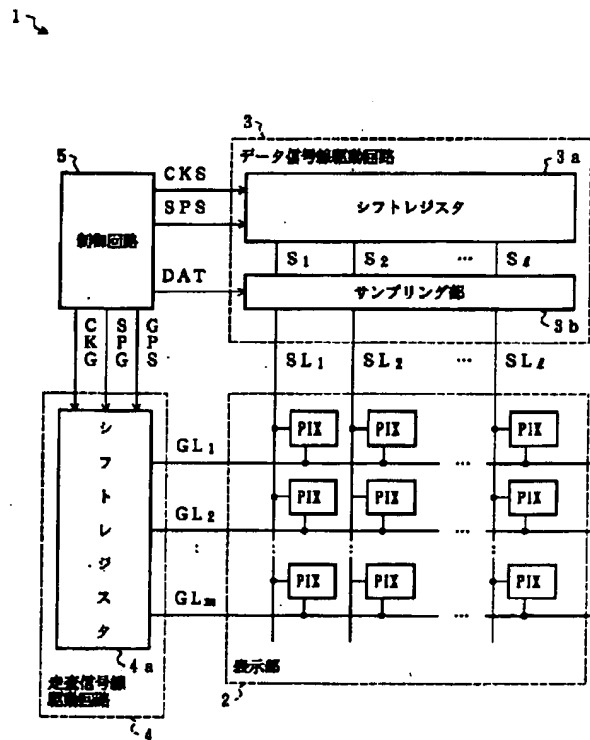 1
3
データ信号線駆動回路
3a
シフトレジスタ
5
制御回路
CKS
SPS
DAT
S1 S2 … Sℓ
サンプリング部
3b
CKG
SPG
GPS
SL1 SL2 … SLℓ
シフトレジスタ
4a
GL1
GL2
:
GLm
PIX PIX PIX
…
PIX PIX PIX
…
PIX PIX PIX
…
走査信号線
駆動回路
4
表示部
2